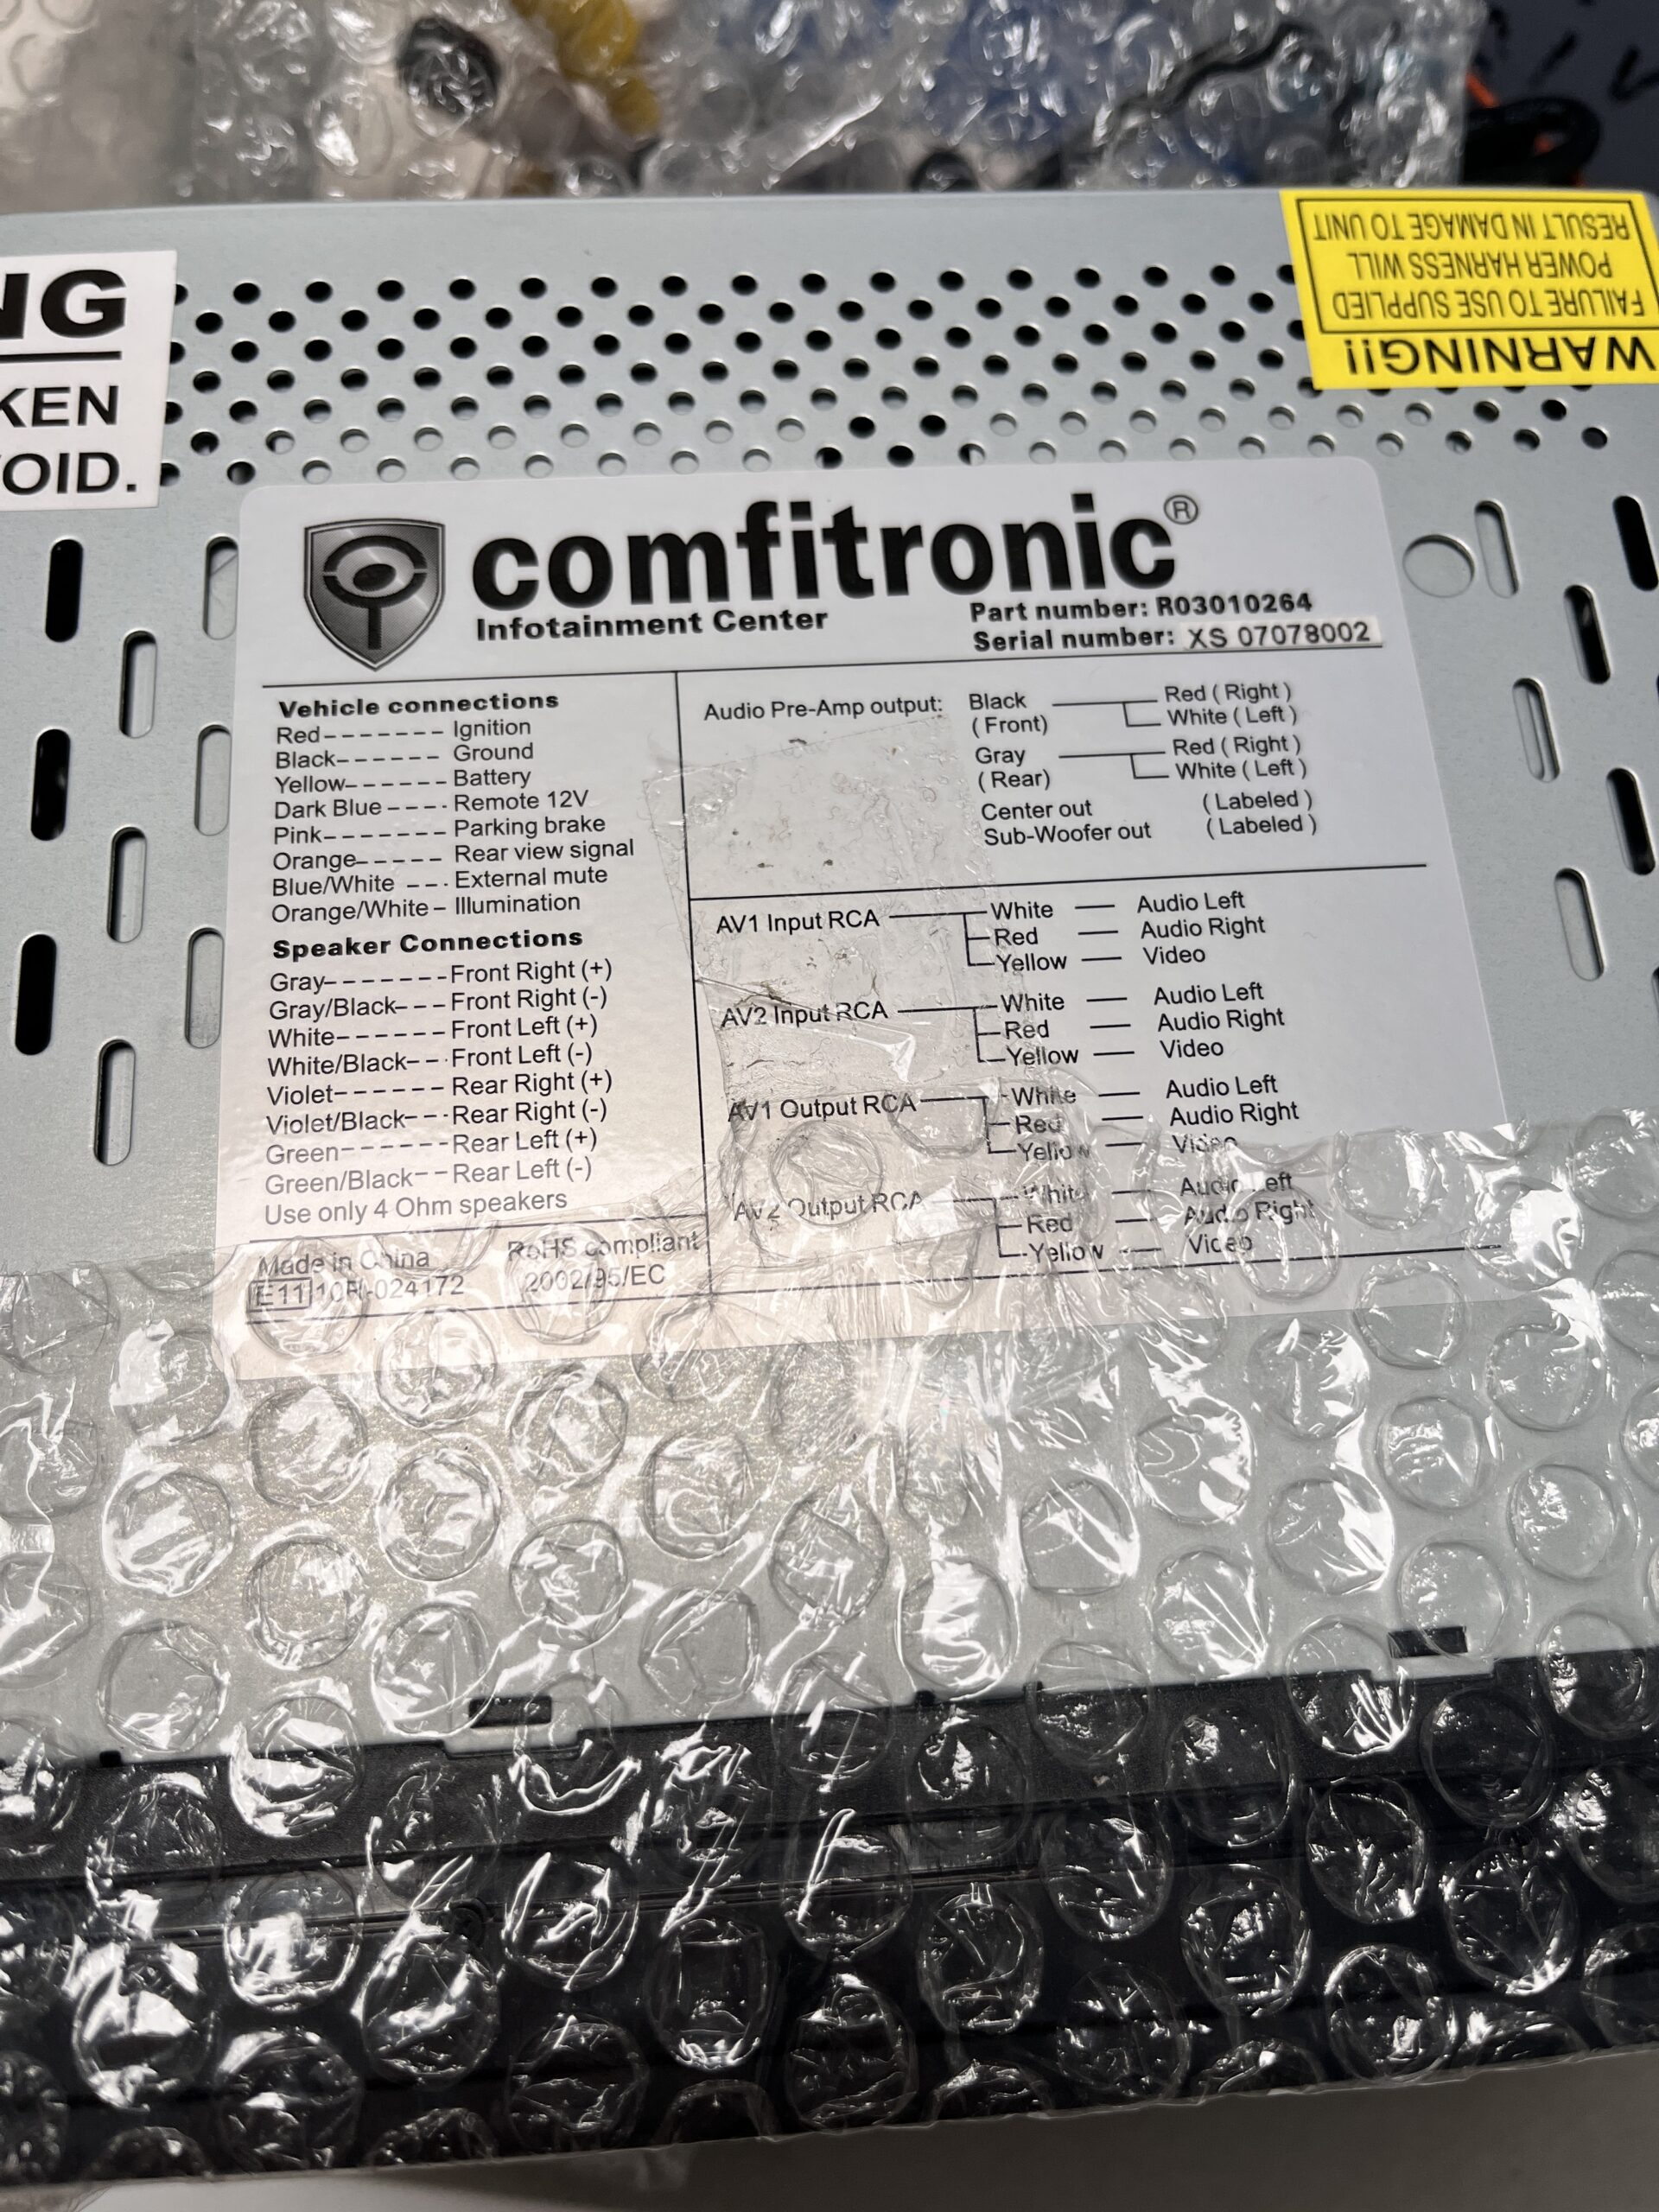 NG
KEN
OID.
WARNING!!
FAILURE TO USE SUPPLIED
POWER HARNESS WILL
RESULT IN DAMAGE TO UNIT
comfitronic®
Infotainment Center
Part number: R03010264
Serial number: XS 07078002
Vehicle connections
Red------- Ignition
Black------ Ground
Yellow------ Battery
Dark Blue ---- Remote 12V
Pink------- Parking brake
Orange----- Rear view signal
Blue/White --- External mute
Orange/White- Illumination
Speaker Connections
Gray-------Front Right (+)
Gray/Black---Front Right (-)
White------Front Left (+)
White/Black---Front Left (-)
Violet------Rear Right (+)
Violet/Black---Rear Right (-)
Green------Rear Left (+)
Green/Black--Rear Left (-)
Use only 4 Ohm speakers
Made in China
E11 10R-024172
RoHS compliant
2002/95/EC
Audio Pre-Amp output: Black Red ( Right )
( Front) White ( Left )
Gray Red ( Right )
( Rear) White ( Left )
Center out ( Labeled )
Sub-Woofer out ( Labeled )
AV1 Input RCA White — Audio Left
Red — Audio Right
Yellow — Video
AV2 Input RCA White — Audio Left
Red — Audio Right
Yellow — Video
AV1 Output RCA White — Audio Left
Red — Audio Right
Yellow — Video
AV2 Output RCA White — Audio Left
Red — Audio Right
Yellow — Video